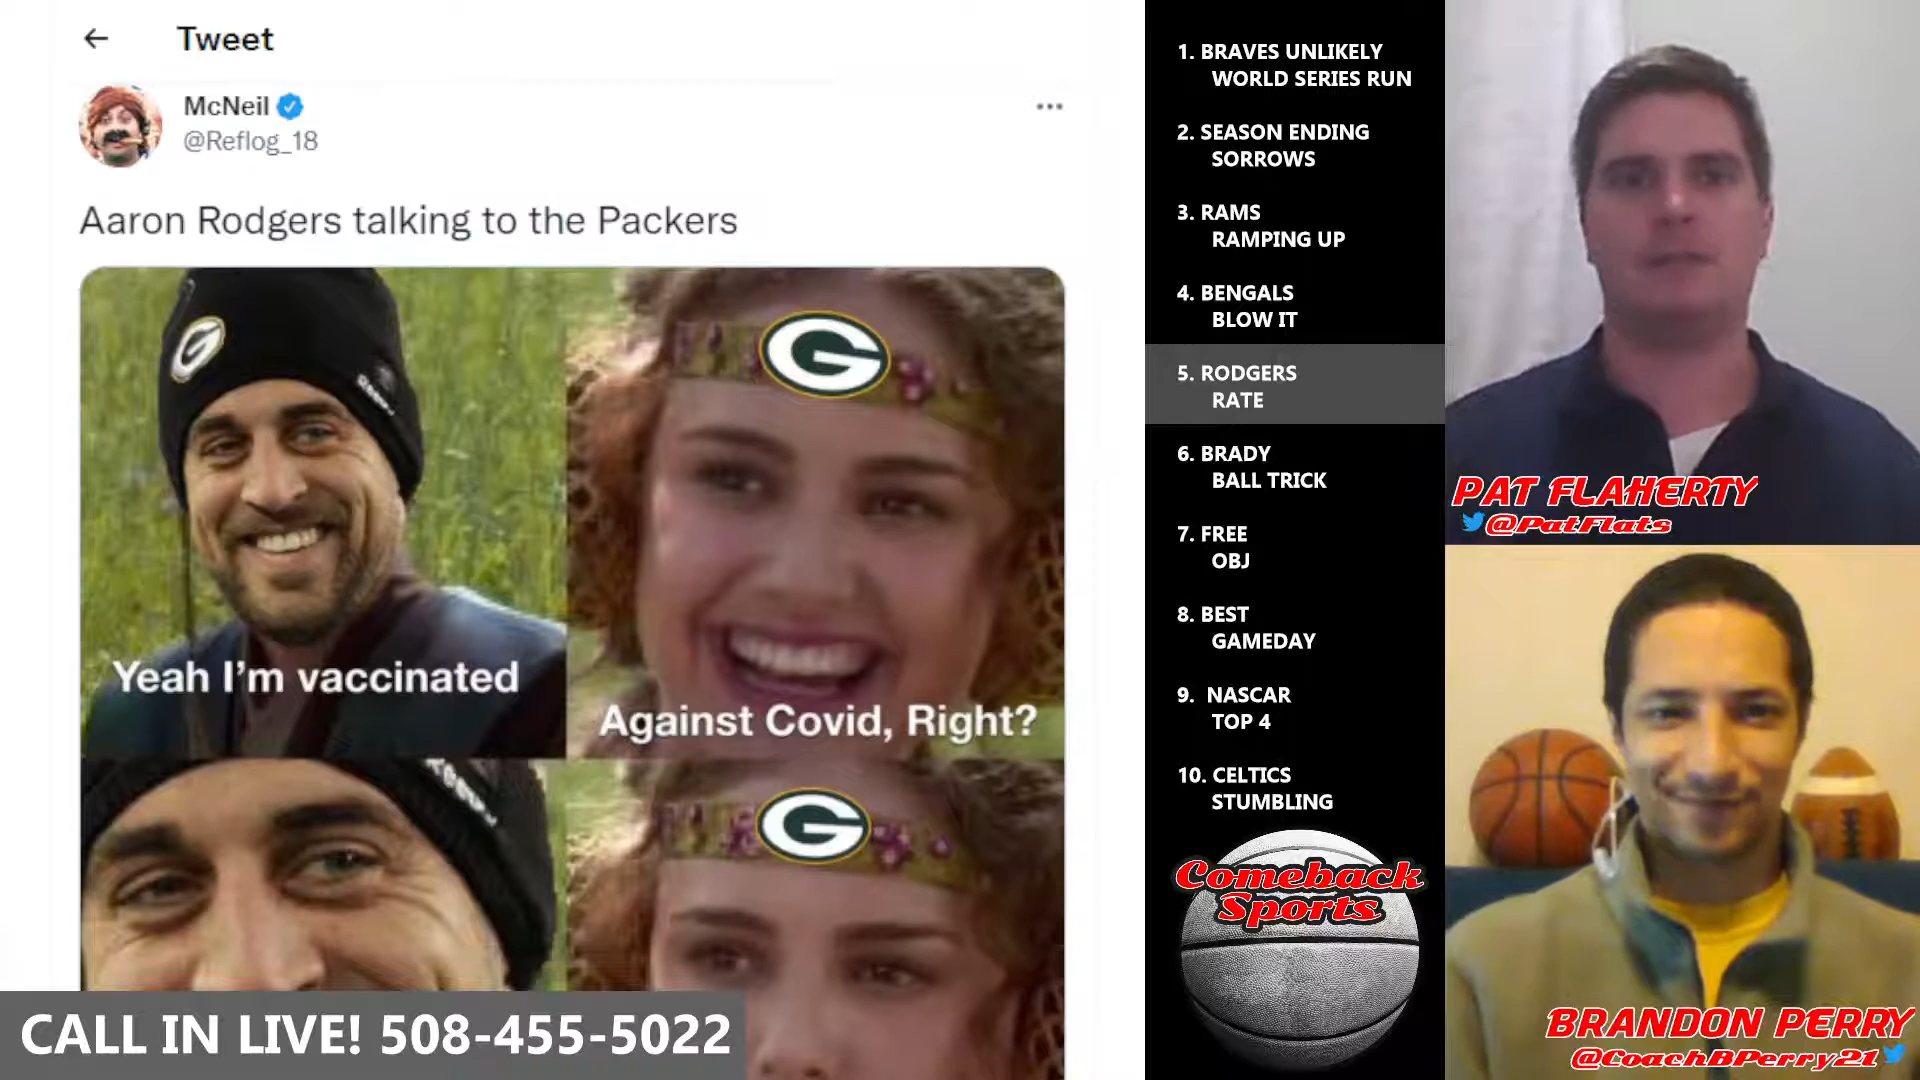 Tweet
McNeil
@Reflog_18
Aaron Rodgers talking to the Packers
G
G
Yeah I'm vaccinated
Against Covid, Right?
G
CALL IN LIVE! 508-455-5022
1. BRAVES UNLIKELY
WORLD SERIES RUN
2. SEASON ENDING
SORROWS
3. RAMS
RAMPING UP
4. BENGALS
BLOW IT
5. RODGERS
RATE
6. BRADY
BALL TRICK
7. FREE
OBJ
8. BEST
GAMEDAY
9. NASCAR
TOP 4
10. CELTICS
STUMBLING
Comeback
Sports
PAT FLAHERTY
@PatFlats
BRANDON PERRY
@CoachBPerry21